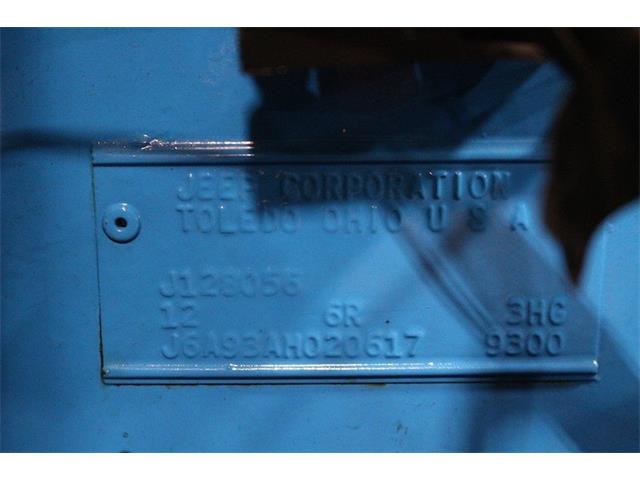 JEEP CORPORATION
TOLEDO OHIO U S A
J128056
12 6R 3HG
J6A93AH020617 9300